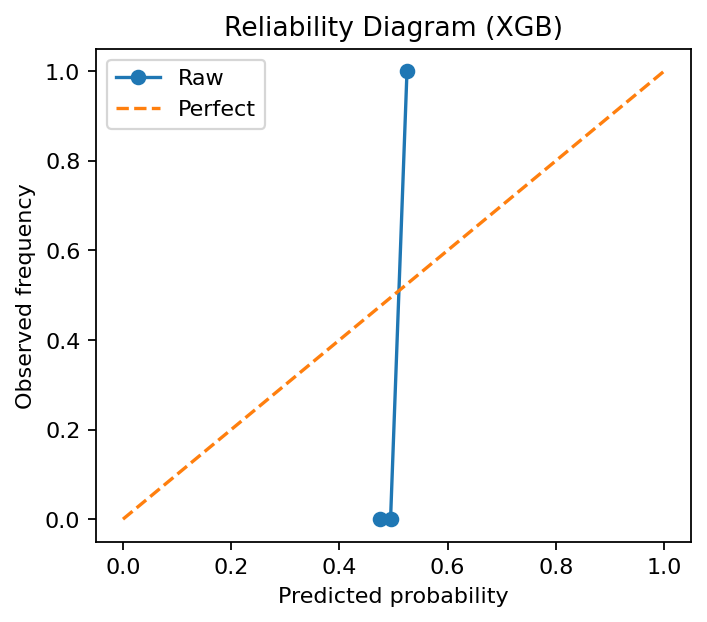 Reliability Diagram (XGB)
Raw
Perfect
Observed frequency
1.0
0.8
0.6
0.4
0.2
0.0
0.0 0.2 0.4 0.6 0.8 1.0
Predicted probability